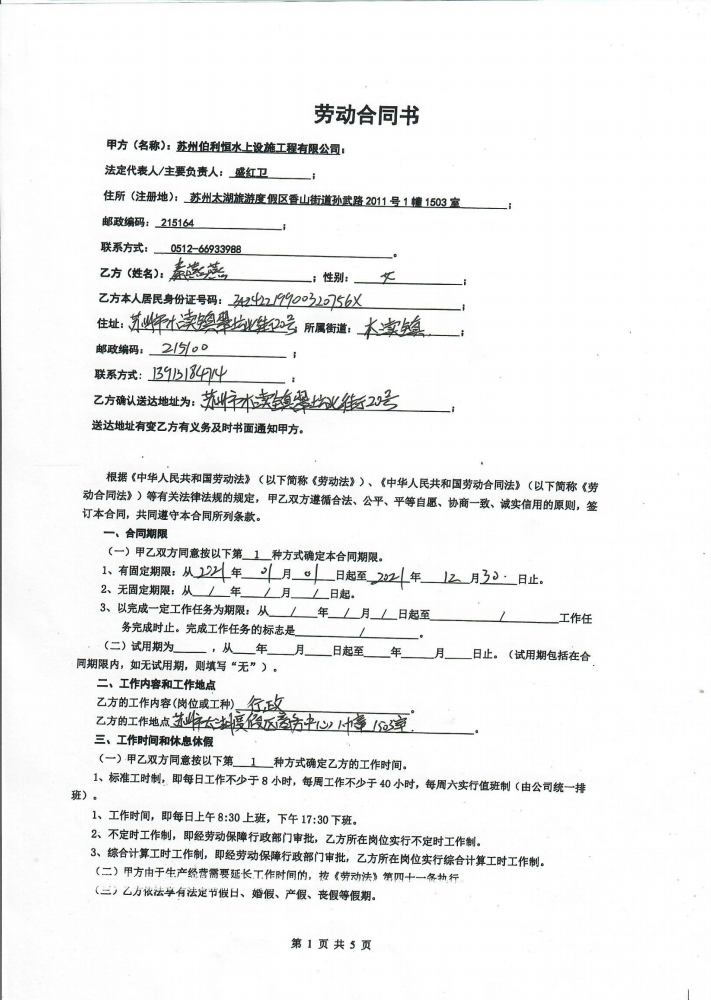 劳动合同书
甲方（名称）：苏州伯利恒水上设施工程有限公司；
法定代表人/主要负责人： 盛红卫 ；
住所（注册地）： 苏州太湖旅游度假区香山街道孙武路 2011 号 1 幢 1503 室 ；
邮政编码： 215164 ；
联系方式： 0512-66933988 。
乙方（姓名）：秦燕燕 ；性别： 女 ；
乙方本人居民身份证号码：34242219900320756X ；
住址：苏州市木渎镇翠坊北街20号 所属街道： 木渎镇 ；
邮政编码： 215100 ；
联系方式： 13913184714 ；
乙方确认送达地址为：苏州市木渎镇翠坊北街20号 ；
送达地址有变乙方有义务及时书面通知甲方。
根据《中华人民共和国劳动法》（以下简称《劳动法》）、《中华人民共和国劳动合同法》（以下简称《劳
动合同法》）等有关法律法规的规定， 甲乙双方遵循合法、公平、平等自愿、协商一致、诚实信用的原则，签
订本合同，共同遵守本合同所列条款。
一、合同期限
（一）甲乙双方同意按以下第 1 种方式确定本合同期限。
1、有固定期限：从 2021 年 01 月 01 日起至 2021 年 12 月 30 日止。
2、无固定期限：从 / 年 / 月 / 日起。
3、以完成一定工作任务为期限：从 / 年 / 月 / 日起至 / 工作任
务完成时止。完成工作任务的标志是 / 。
（二）试用期为____ ，从____年____月____日起至____年____月____日止。（试用期包括在合
同期限内，如无试用期，则填写“无”）。
二、工作内容和工作地点
乙方的工作内容(岗位或工种) 行政 。
乙方的工作地点 苏州市太湖度假区商务中心1幢1503室 。
三、工作时间和休息休假
（一）甲乙双方同意按以下第 1 种方式确定乙方的工作时间。
1、标准工时制，即每日工作不少于 8 小时，每周工作不少于 40 小时，每周六实行值班制（由公司统一排
班）。
1、工作时间，即每日上午 8:30 上班，下午 17:30 下班。
2、不定时工作制，即经劳动保障行政部门审批，乙方所在岗位实行不定时工作制。
3、综合计算工时工作制，即经劳动保障行政部门审批，乙方所在岗位实行综合计算工时工作制。
（二）甲方由于生产经营需要延长工作时间的，按《劳动法》第四十一条执行
（三）乙方依法享有法定节假日、婚假、产假、丧假等假期。
第 1 页 共 5 页